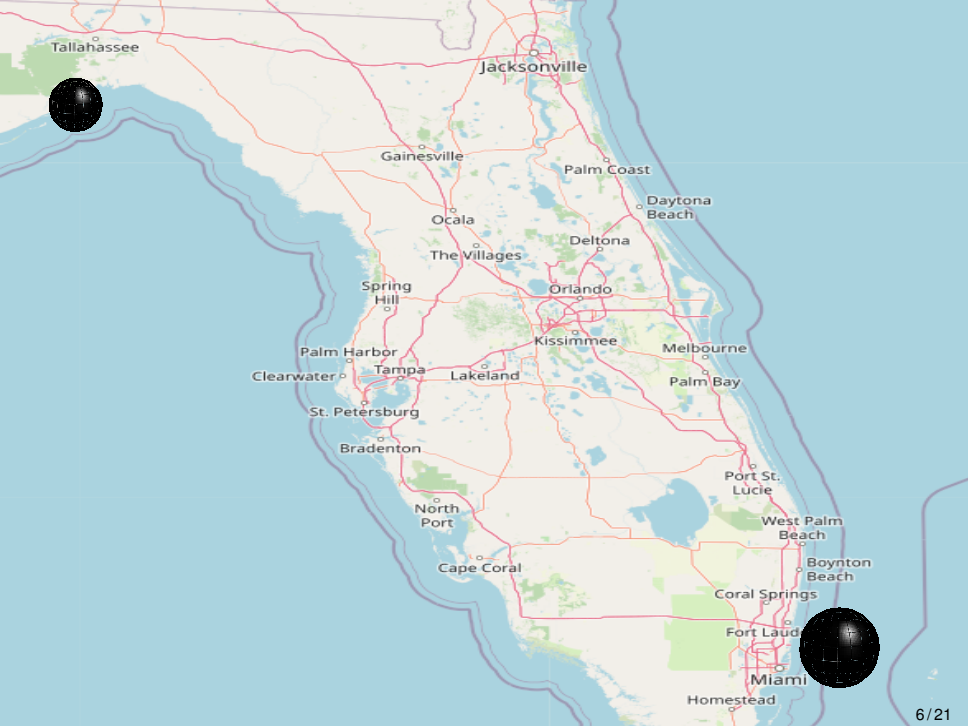 Tallahassee
Jacksonville
Gainesville
Palm Coast
Daytona
Beach
Ocala
Deltona
The Villages
Spring
Hill
Orlando
Kissimmee
Palm Harbor
Melbourne
Clearwater
Tampa
Lakeland
Palm Bay
St. Petersburg
Bradenton
Port St.
Lucie
North
Port
West Palm
Beach
Cape Coral
Boynton
Beach
Coral Springs
Fort Laud
Miami
Homestead
6/21